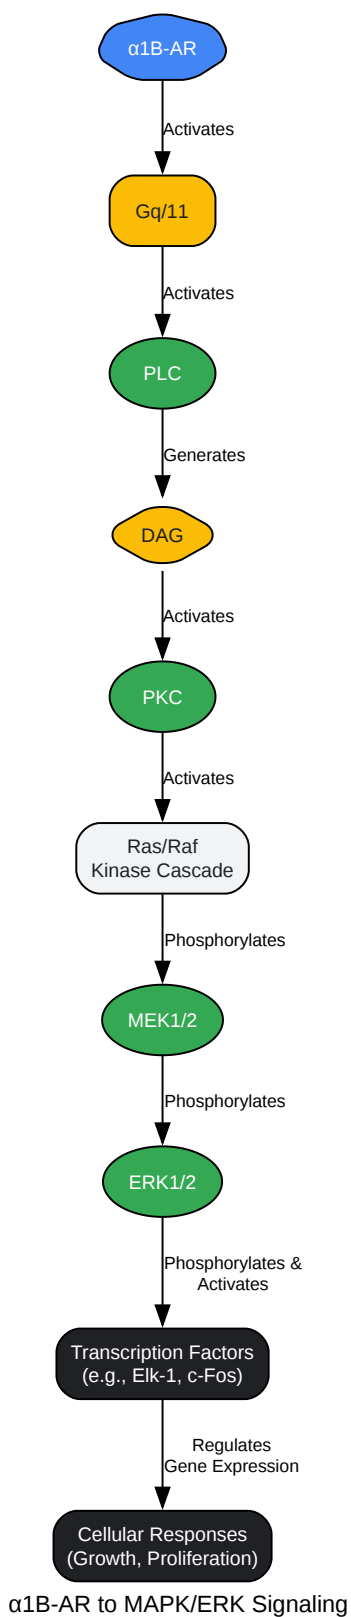 α1B-AR
Activates
Gq/11
Activates
PLC
Generates
DAG
Activates
PKC
Activates
Ras/Raf
Kinase Cascade
Phosphorylates
MEK1/2
Phosphorylates
ERK1/2
Phosphorylates &
Activates
Transcription Factors
(e.g., Elk-1, c-Fos)
Regulates
Gene Expression
Cellular Responses
(Growth, Proliferation)
α1B-AR to MAPK/ERK Signaling